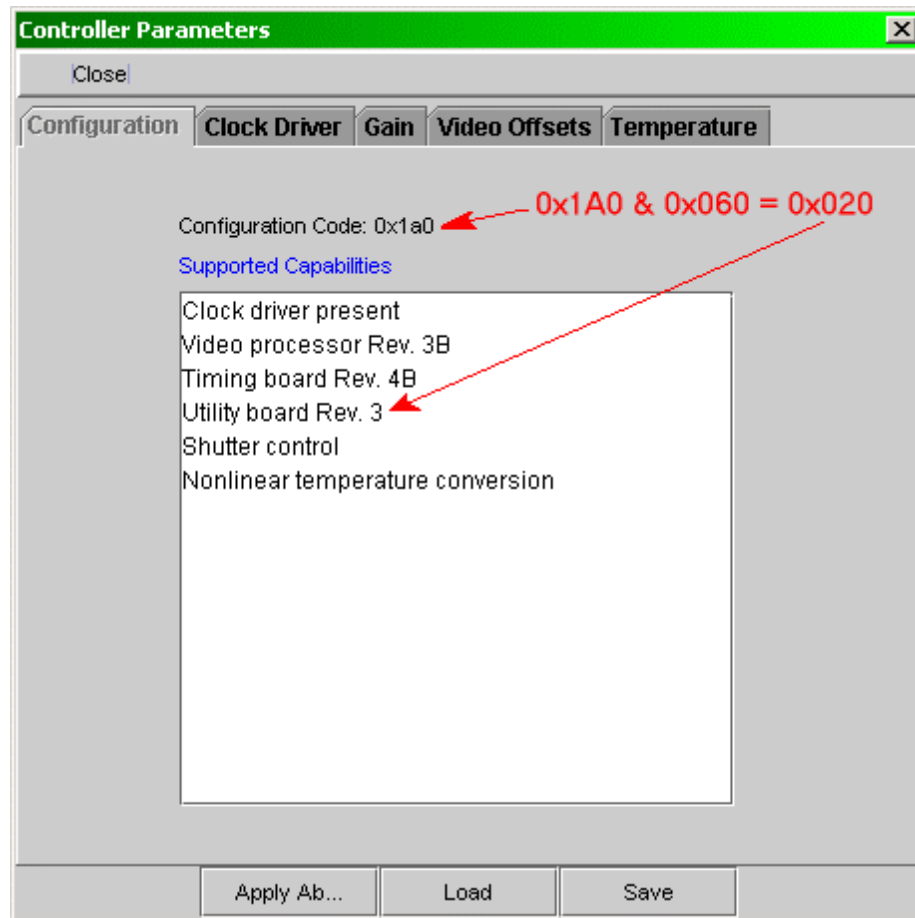 Controller Parameters
Close
Configuration Clock Driver Gain Video Offsets Temperature
0x1A0 & 0x060 = 0x020
Configuration Code: 0x1a0
Supported Capabilities
Clock driver present
Video processor Rev. 3B
Timing board Rev. 4B
Utility board Rev. 3
Shutter control
Nonlinear temperature conversion
Apply Ab... Load Save